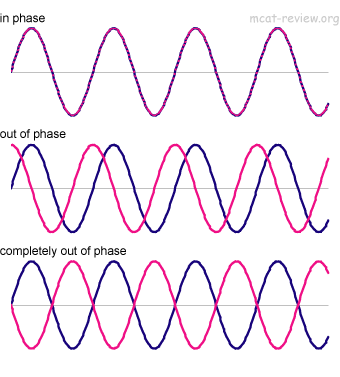 in phase
mcat-review.org
out of phase
completely out of phase